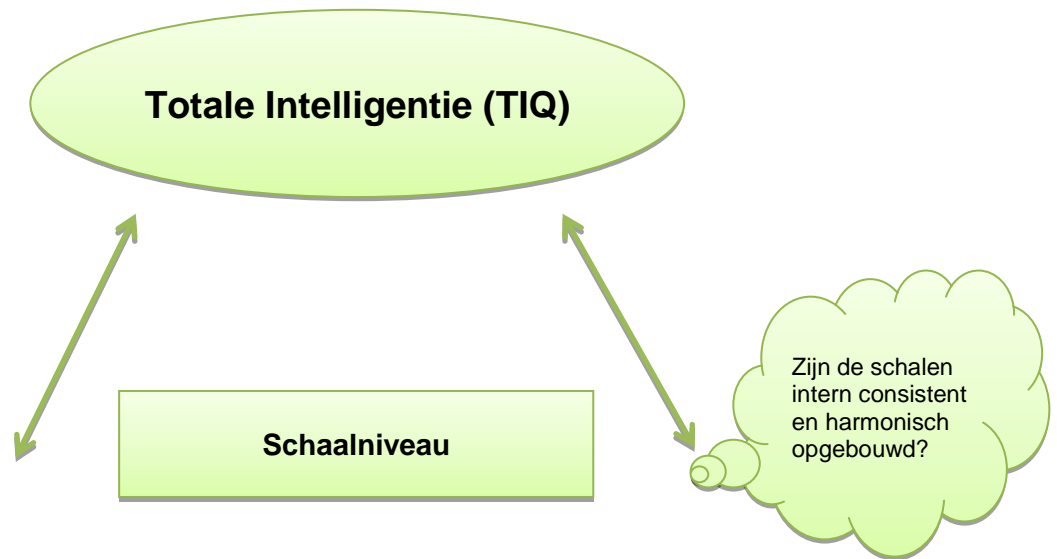 Totale Intelligentie (TIQ)
Schaalniveau
Zijn de schalen
intern consistent
en harmonisch
opgebouwd?